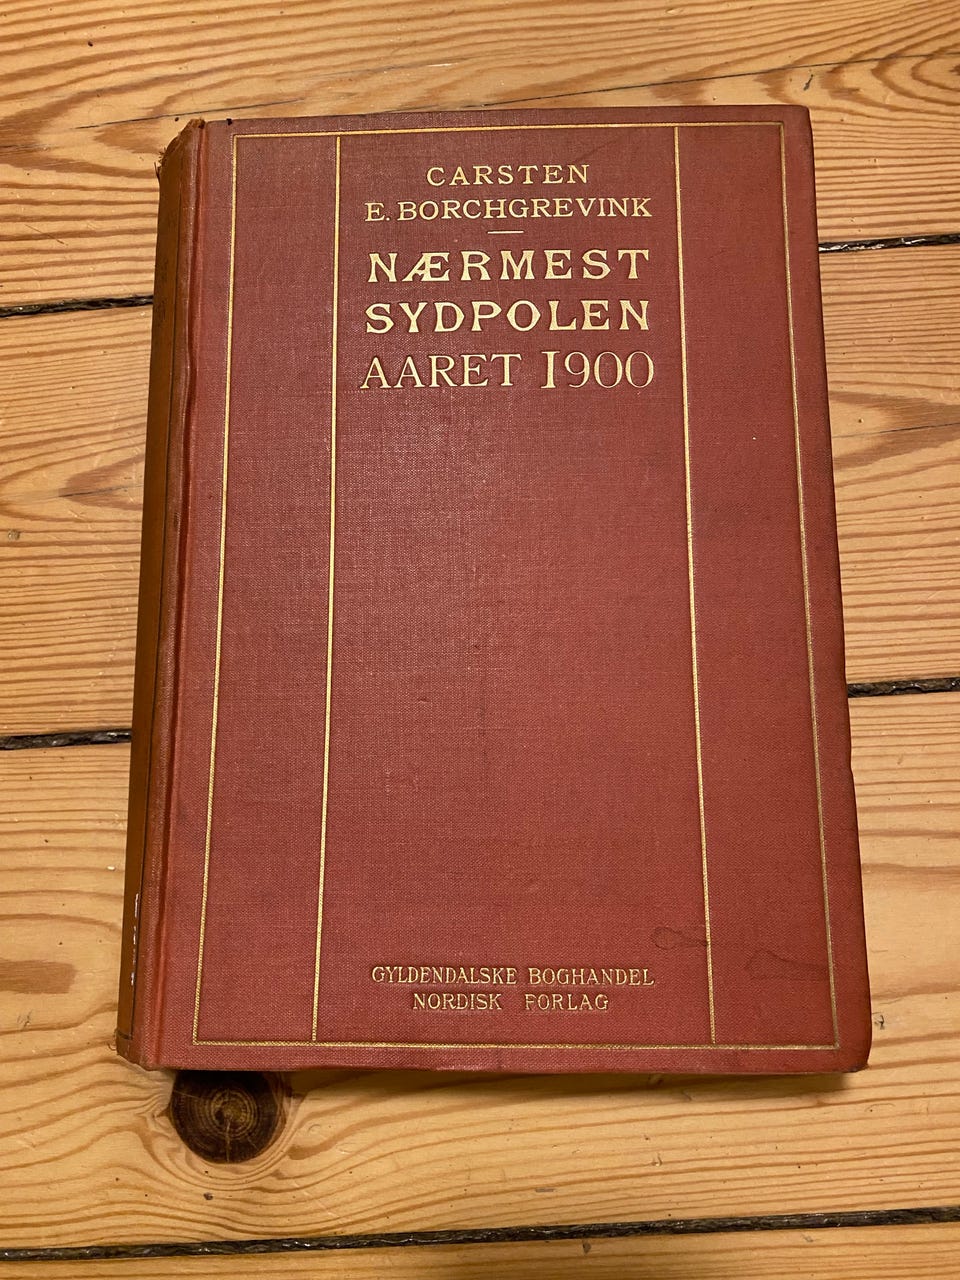 CARSTEN
E. BORCHGREVINK
NÆRMEST
SYDPOLEN
AARET 1900
GYLDENDALSKE BOGHANDEL
NORDISK FORLAG